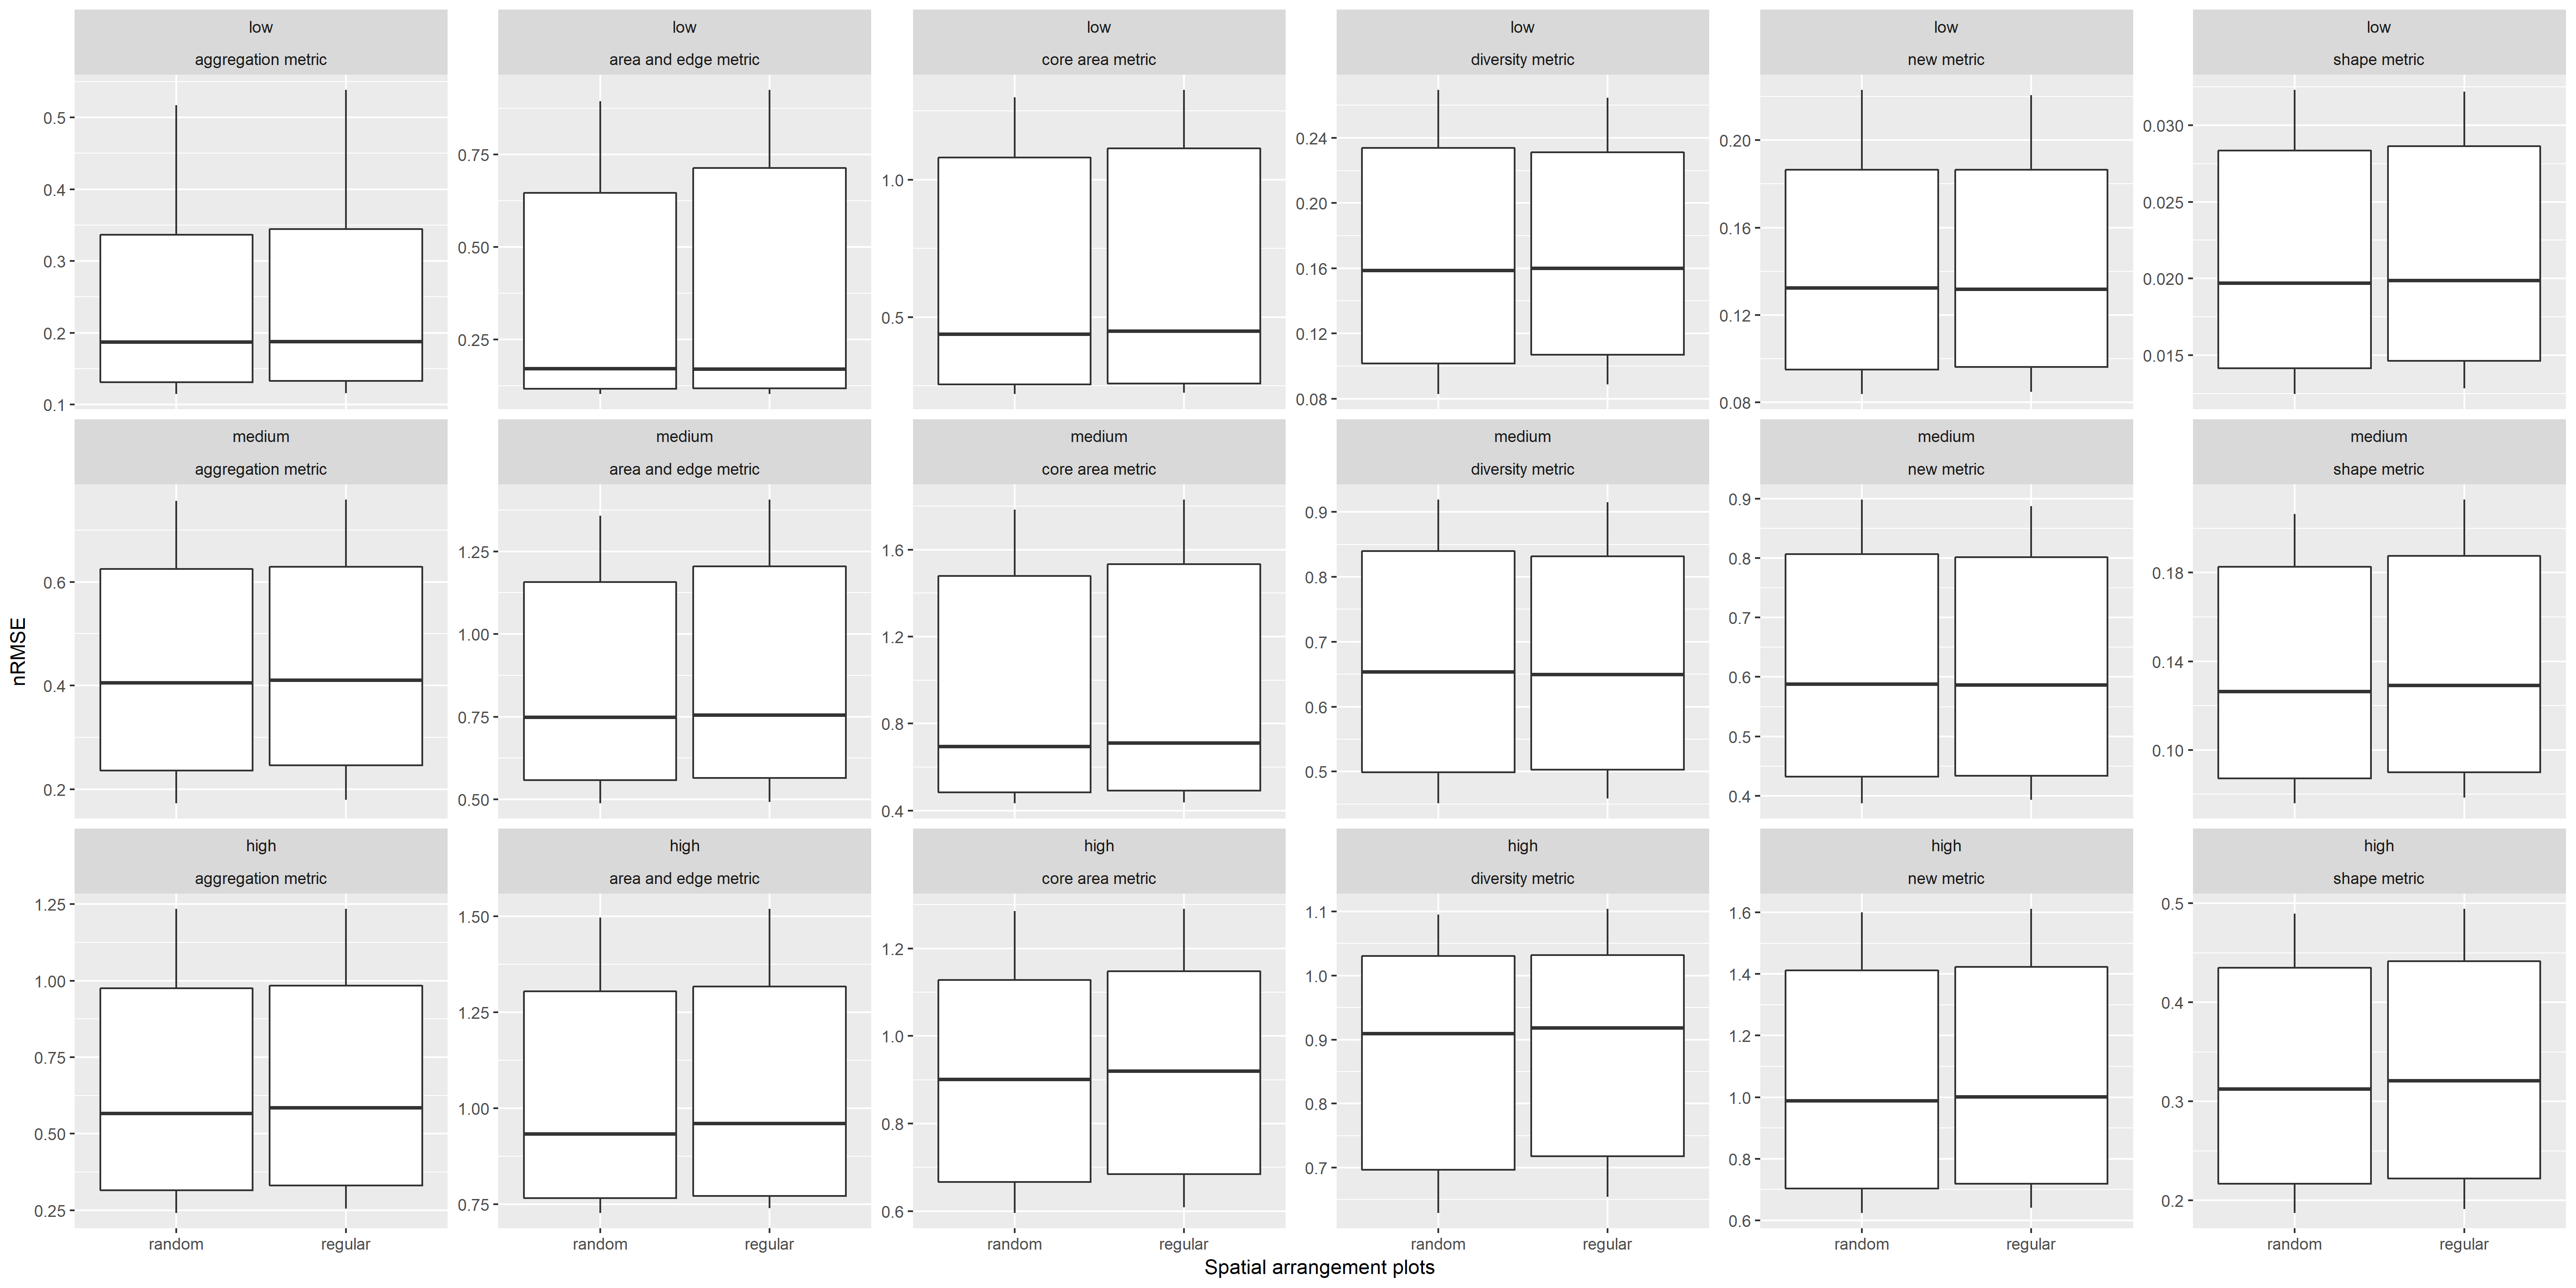 low
aggregation metric
low
area and edge metric
low
core area metric
low
diversity metric
low
new metric
low
shape metric
0.5
0.4
0.3
0.2
0.1
0.75
0.50
0.25
1.0
0.5
0.24
0.20
0.16
0.12
0.08
0.20
0.16
0.12
0.08
0.030
0.025
0.020
0.015
medium
aggregation metric
medium
area and edge metric
medium
core area metric
medium
diversity metric
medium
new metric
medium
shape metric
nRMSE
0.6
0.4
0.2
1.25
1.00
0.75
0.50
1.6
1.2
0.8
0.4
0.9
0.8
0.7
0.6
0.5
0.9
0.8
0.7
0.6
0.5
0.4
0.18
0.14
0.10
high
aggregation metric
high
area and edge metric
high
core area metric
high
diversity metric
high
new metric
high
shape metric
1.25
1.00
0.75
0.50
0.25
1.50
1.25
1.00
0.75
1.2
1.0
0.8
0.6
1.1
1.0
0.9
0.8
0.7
1.6
1.4
1.2
1.0
0.8
0.6
0.5
0.4
0.3
0.2
random regular
random regular
random regular
random regular
random regular
random regular
Spatial arrangement plots